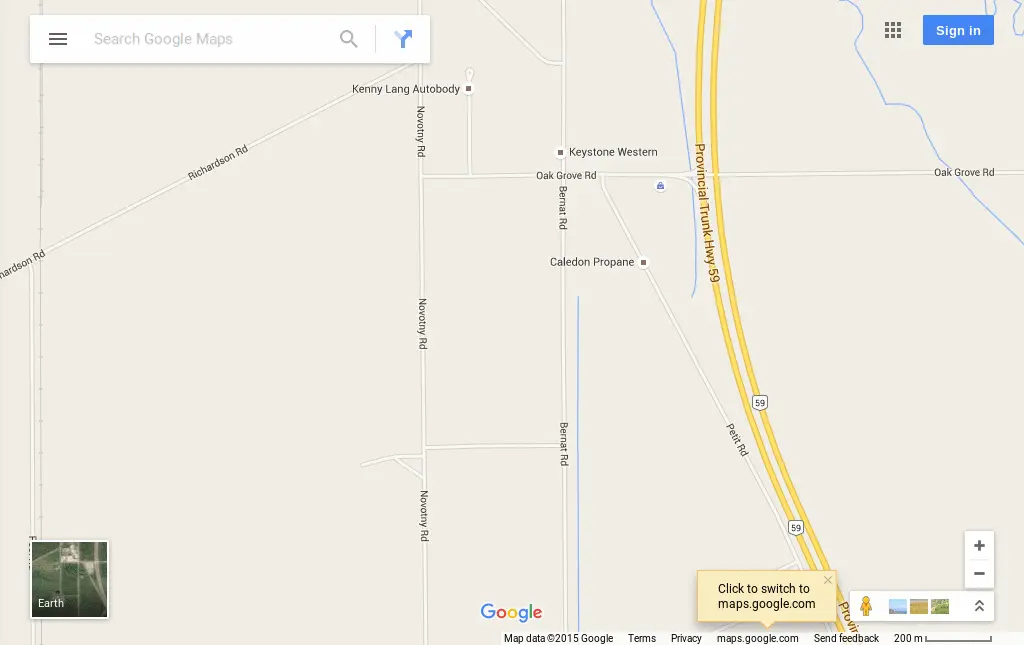 Search Google Maps
Sign in
Kenny Lang Autobody
Novotny Rd
Richardson Rd
Keystone Western
Oak Grove Rd
Oak Grove Rd
Bernat Rd
Provincial Trunk Hwy 59
hardson Rd
Caledon Propane
Novotny Rd
59
Bernat Rd
Petit Rd
Novotny Rd
59
Earth
Click to switch to
maps.google.com
Provin
Google
Map data ©2015 Google Terms Privacy maps.google.com Send feedback 200 m